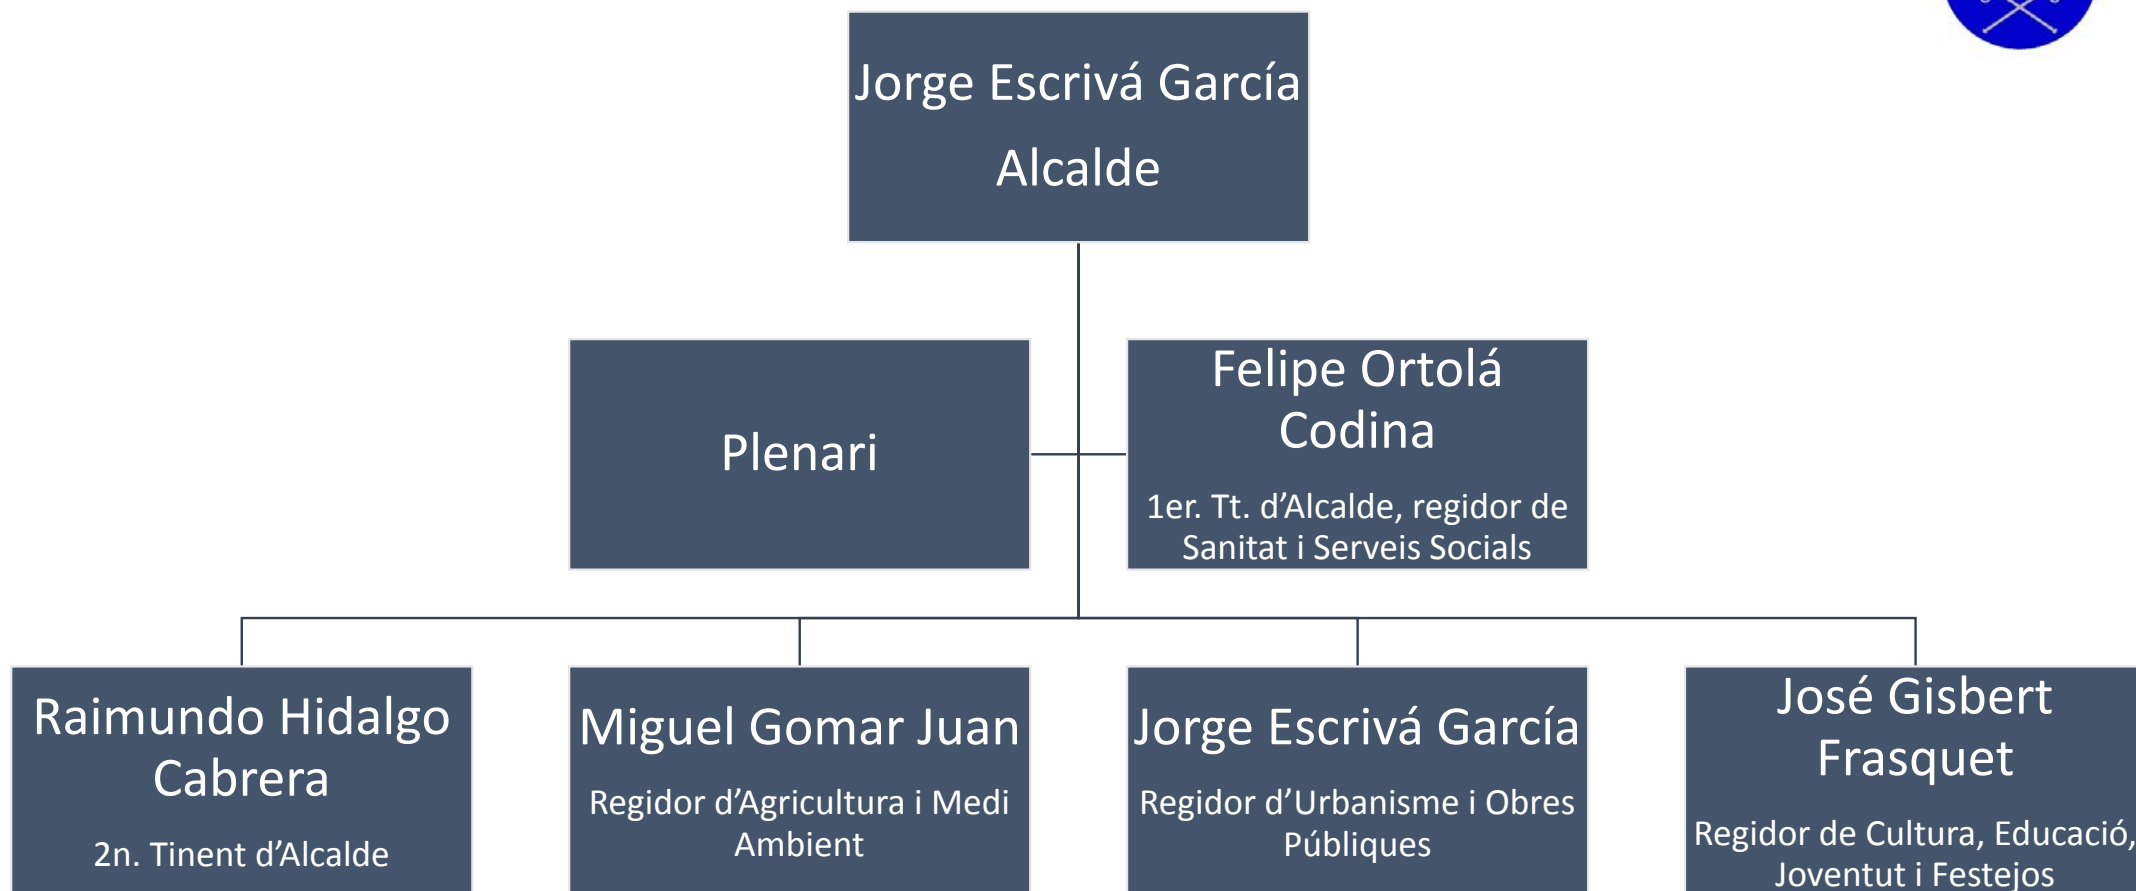 Jorge Escrivá García
Alcalde
Plenari
Felipe Ortolá
Codina
1er. Tt. d’Alcalde, regidor de
Sanitat i Serveis Socials
Raimundo Hidalgo
Cabrera
2n. Tinent d’Alcalde
Miguel Gomar Juan
Regidor d’Agricultura i Medi
Ambient
Jorge Escrivá García
Regidor d’Urbanisme i Obres
Públiques
José Gisbert
Frasquet
Regidor de Cultura, Educació,
Joventut i Festejos